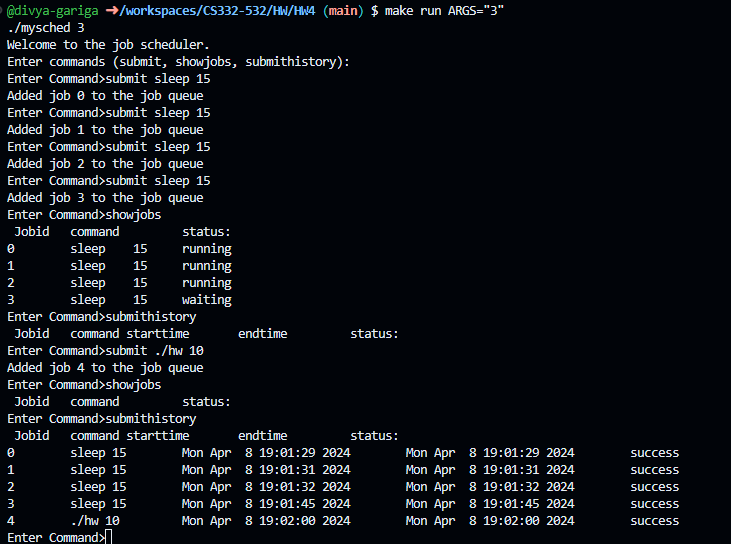 @divya-gariga ➜/workspaces/CS332-532/HW/HW4 (main) $ make run ARGS="3"
./mysched 3
Welcome to the job scheduler.
Enter commands (submit, showjobs, submithistory):
Enter Command>submit sleep 15
Added job 0 to the job queue
Enter Command>submit sleep 15
Added job 1 to the job queue
Enter Command>submit sleep 15
Added job 2 to the job queue
Enter Command>submit sleep 15
Added job 3 to the job queue
Enter Command>showjobs
Jobid command status:
0 sleep 15 running
1 sleep 15 running
2 sleep 15 running
3 sleep 15 waiting
Enter Command>submithistory
Jobid command starttime endtime status:
Enter Command>submit ./hw 10
Added job 4 to the job queue
Enter Command>showjobs
Jobid command status:
Enter Command>submithistory
Jobid command starttime endtime status:
0 sleep 15 Mon Apr 8 19:01:29 2024 Mon Apr 8 19:01:29 2024 success
1 sleep 15 Mon Apr 8 19:01:31 2024 Mon Apr 8 19:01:31 2024 success
2 sleep 15 Mon Apr 8 19:01:32 2024 Mon Apr 8 19:01:32 2024 success
3 sleep 15 Mon Apr 8 19:01:45 2024 Mon Apr 8 19:01:45 2024 success
4 ./hw 10 Mon Apr 8 19:02:00 2024 Mon Apr 8 19:02:00 2024 success
Enter Command>